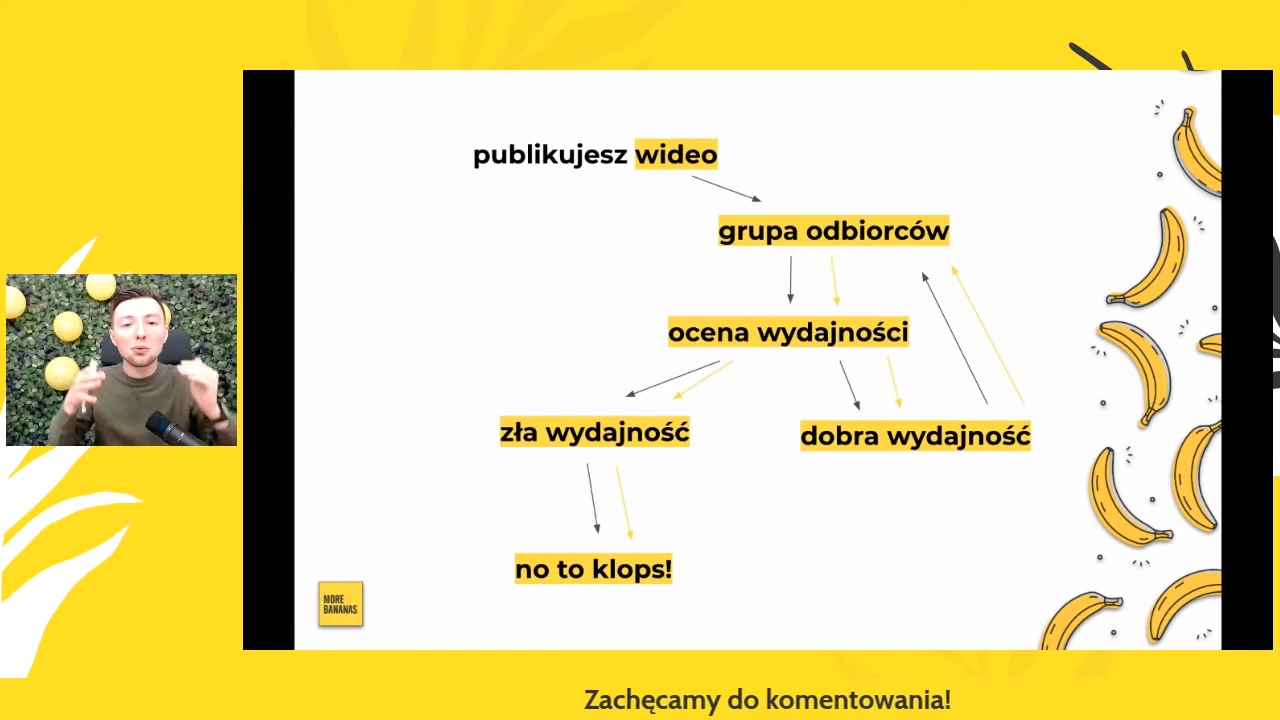 publikujesz wideo
grupa odbiorców
ocena wydajności
zła wydajność
dobra wydajność
no to klops!
MORE
BANANAS
Zachęcamy do komentowania!